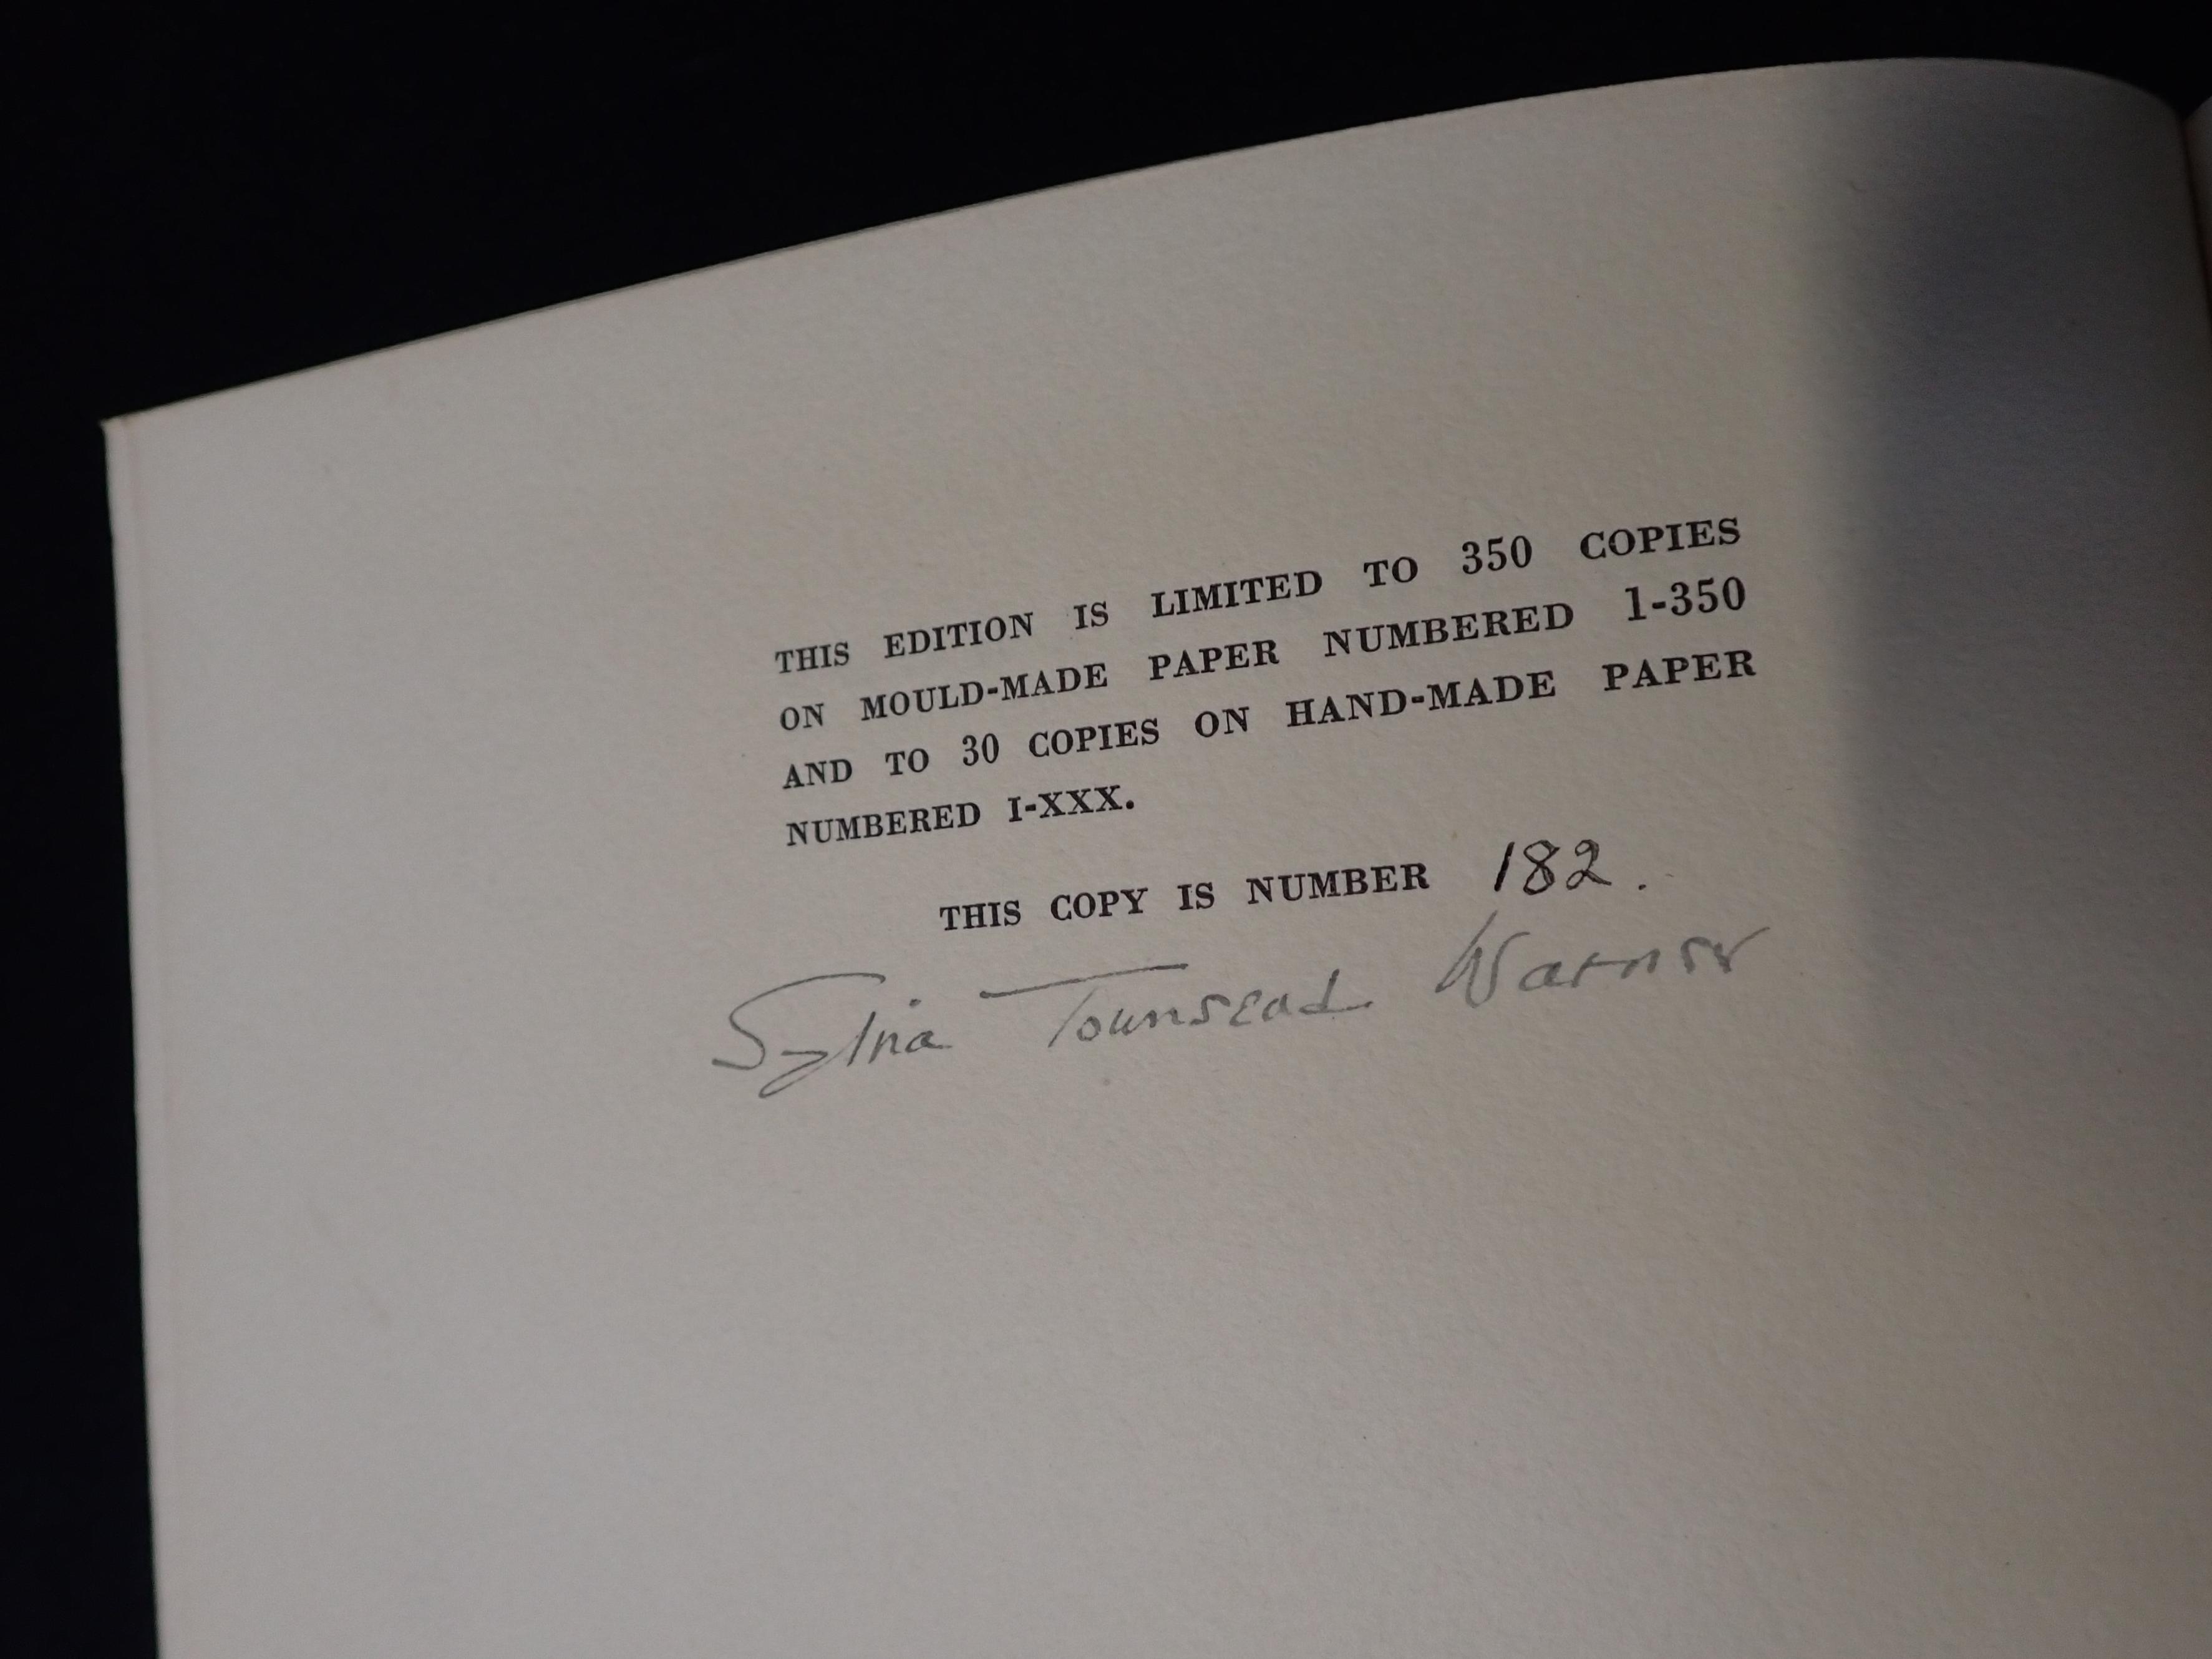 THIS EDITION IS LIMITED TO 350 COPIES
ON MOULD-MADE PAPER NUMBERED 1-350
AND TO 30 COPIES ON HAND-MADE PAPER
NUMBERED I-XXX.
THIS COPY IS NUMBER 182.
Sylvia Townsend Warner